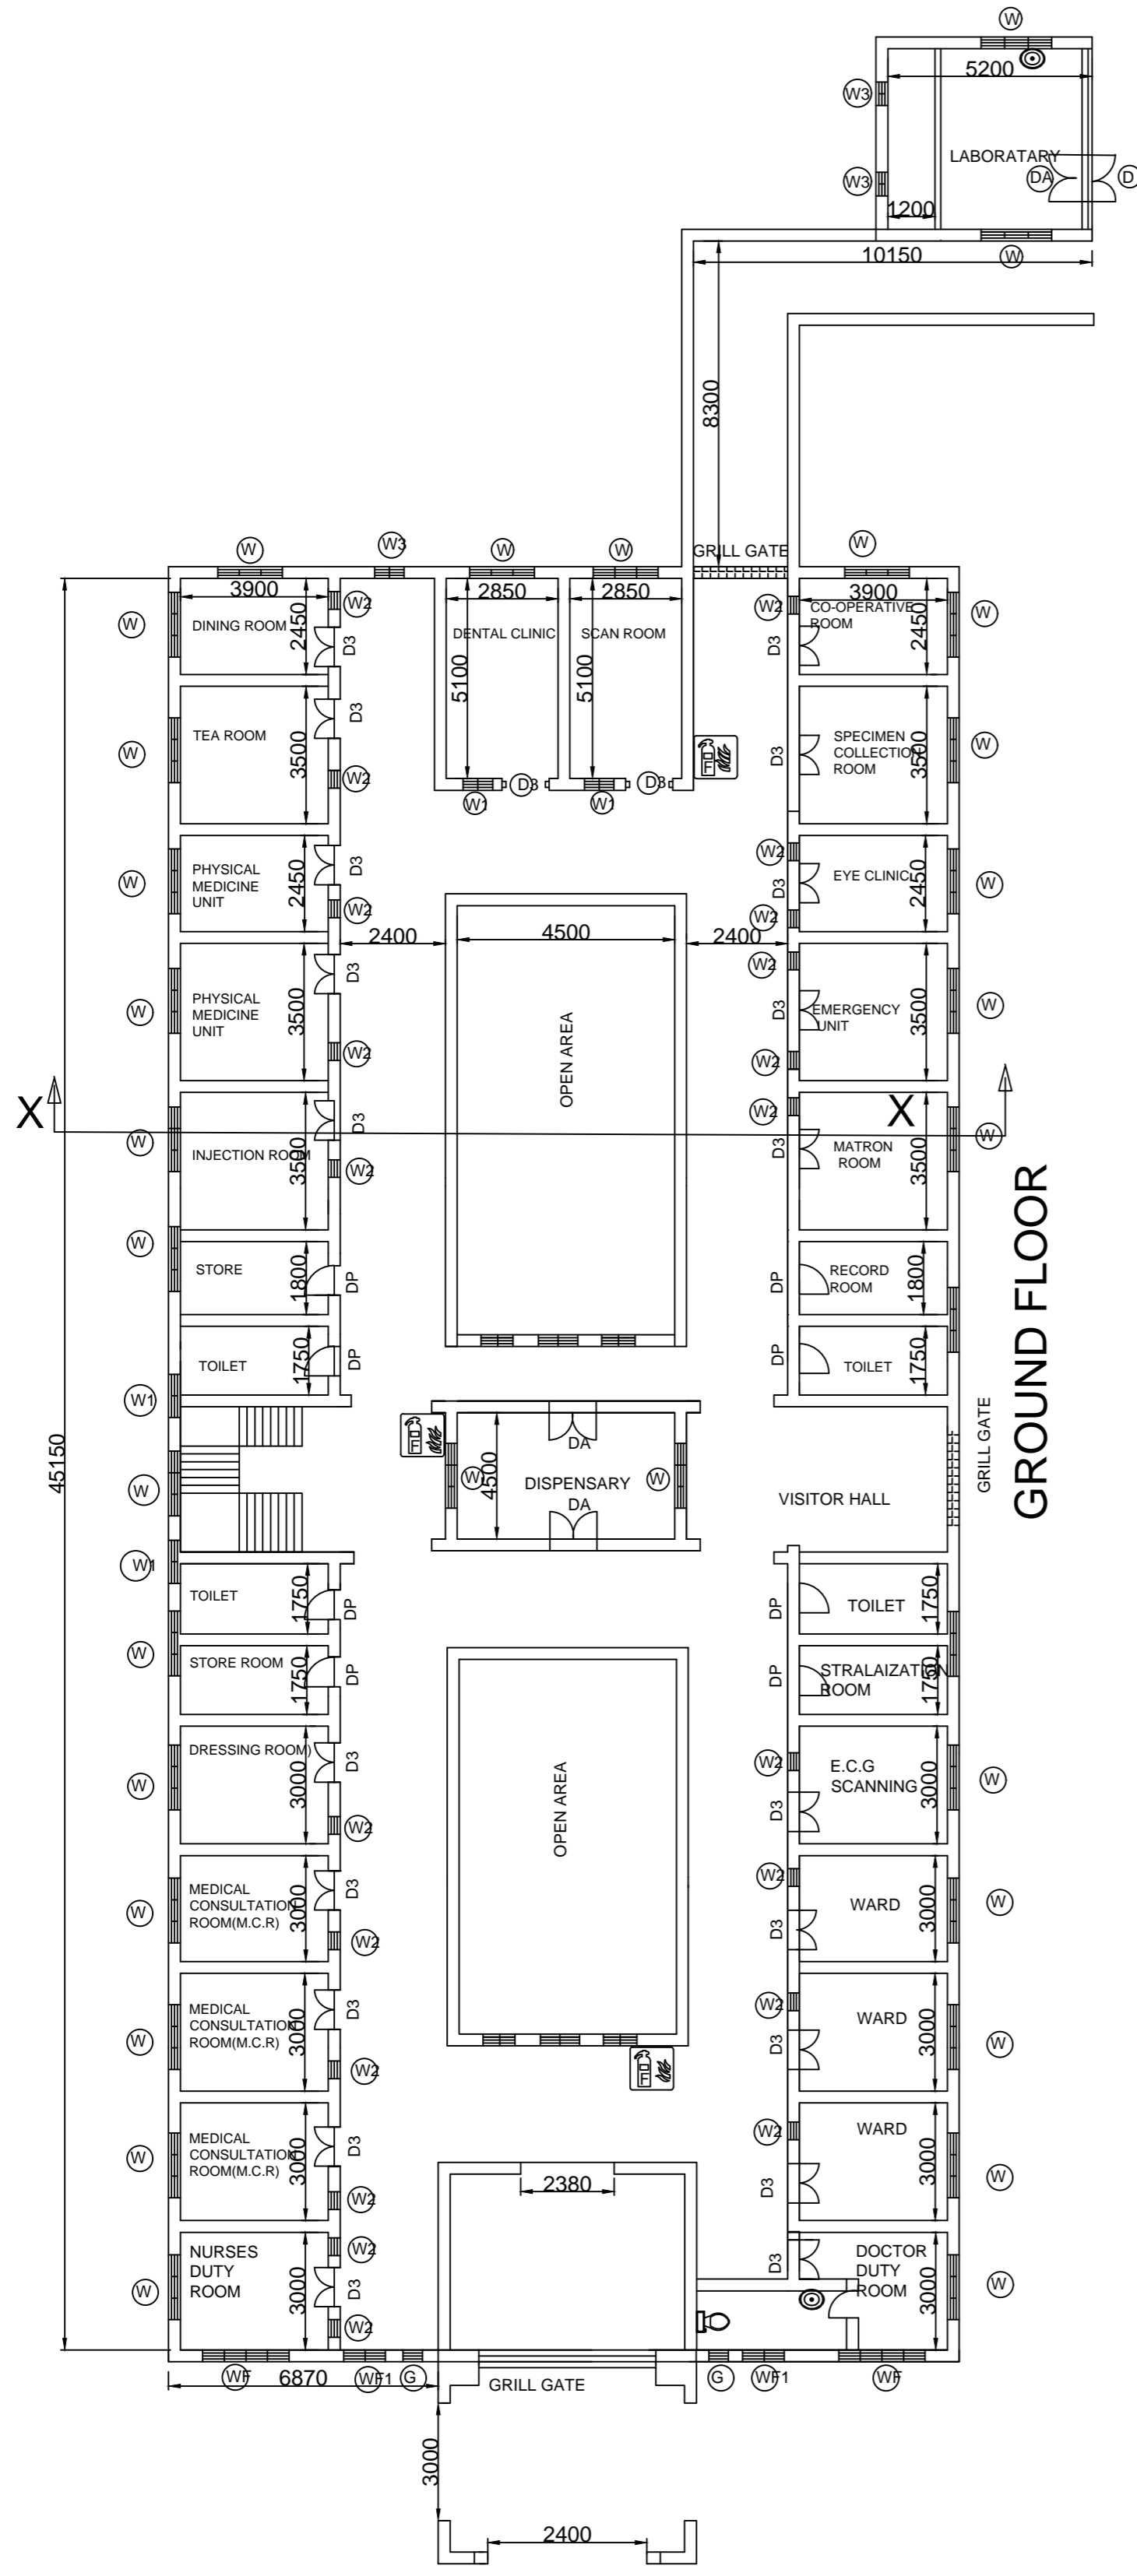 W
5200
W3
LABORATARY
W3
DA
D
1200
10150
W
8300
W
W3
W
W
GRILL GATE
W
3900
W2
2850
2850
W2
3900
W
DINING ROOM
2450
D3
DENTAL CLINIC
SCAN ROOM
D3
CO-OPERATIVE
ROOM
2450
W
5100
5100
D3
TEA ROOM
3500
W
W2
F
D3
SPECIMEN
COLLECTION
ROOM
3500
W
W1
D3
W1
D3
W
PHYSICAL
MEDICINE
UNIT
2450
D3
W2
W2
D3
W2
EYE CLINIC
2450
W
2400
4500
2400
W
PHYSICAL
MEDICINE
UNIT
3500
D3
W2
OPEN AREA
W2
D3
W2
EMERGENCY
UNIT
3500
W
X
X
W
INJECTION ROOM
3500
D3
W2
W2
D3
MATRON
ROOM
3500
W
W
STORE
1800
DP
DP
RECORD
ROOM
1800
GROUND FLOOR
TOILET
1750
DP
DP
TOILET
1750
W1
F
DA
GRILL GATE
45150
W
W
4500
DISPENSARY
W
DA
VISITOR HALL
W1
TOILET
1750
DP
DP
TOILET
1750
W
STORE ROOM
1750
DP
DP
STRALAIZATION
ROOM
1750
DRESSING ROOM)
3000
D3
W
W2
OPEN AREA
W2
D3
E.C.G
SCANNING
3000
W
MEDICAL
CONSULTATION
ROOM(M.C.R)
3000
D3
W
W2
W2
D3
WARD
3000
W
MEDICAL
CONSULTATION
ROOM(M.C.R)
3000
D3
W
W2
W2
D3
WARD
3000
W
F
MEDICAL
CONSULTATION
ROOM(M.C.R)
3000
D3
W
W2
2380
W2
D3
WARD
3000
W
NURSES
DUTY
ROOM
3000
W2
D3
W2
W
D3
DOCTOR
DUTY
ROOM
3000
W
WF
6870
WF1
G
GRILL GATE
G
WF1
WF
3000
2400